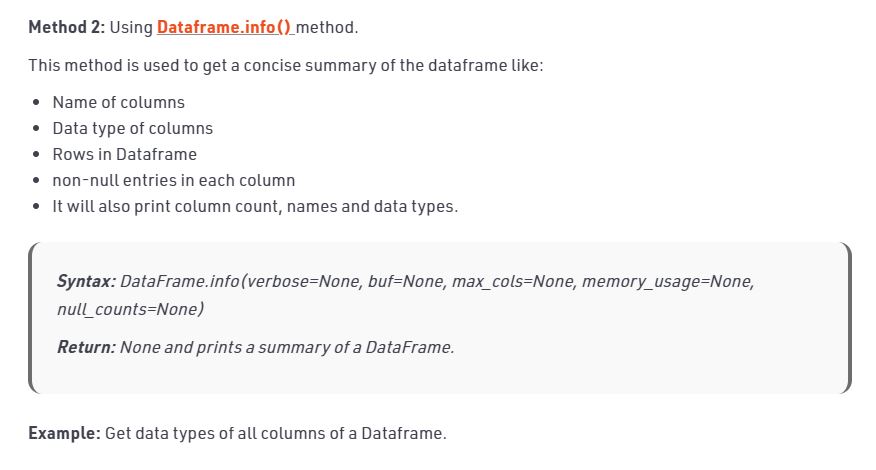 Method 2: Using Dataframe.info() method.
This method is used to get a concise summary of the dataframe like:
Name of columns
Data type of columns
Rows in Dataframe
non-null entries in each column
It will also print column count, names and data types.
Syntax: DataFrame.info(verbose=None, buf=None, max_cols=None, memory_usage=None,
null_counts=None)
Return: None and prints a summary of a DataFrame.
Example: Get data types of all columns of a Dataframe.